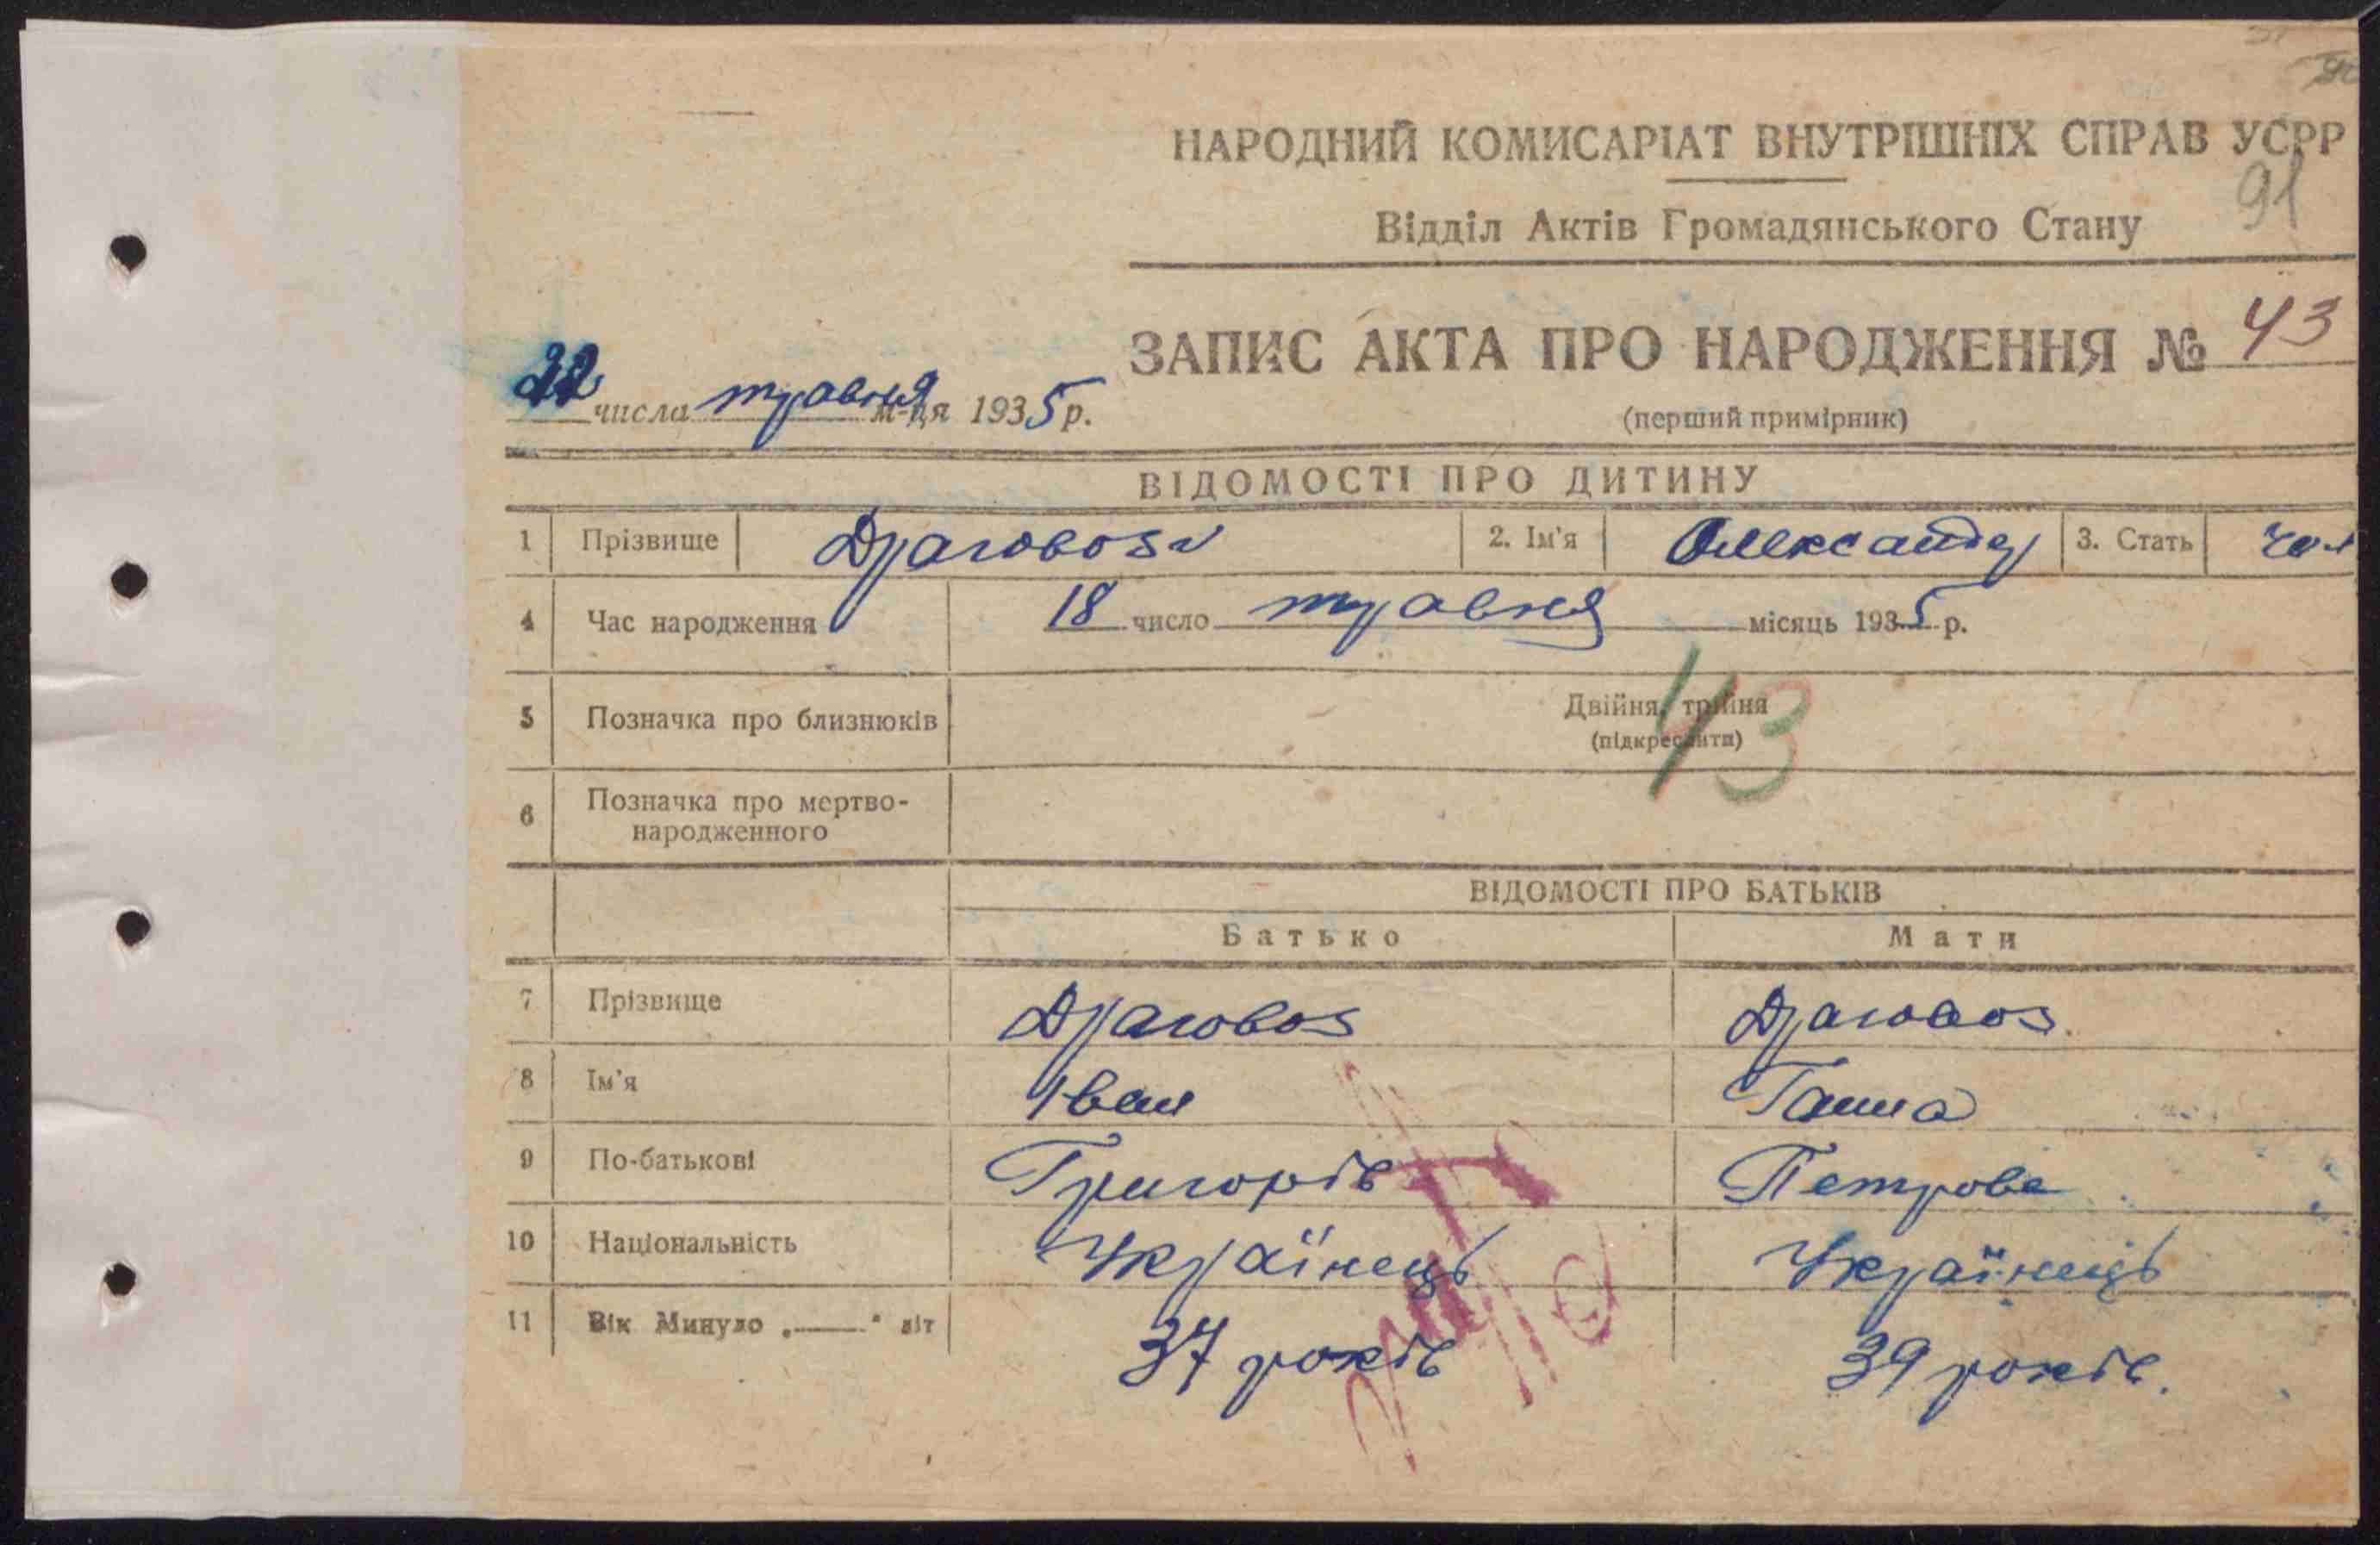 НАРОДНИЙ КОМИСАРІАТ ВНУТРІШНІХ СПРАВ УСРР
91
Відділ Актів Громадянського Стану
ЗАПИС АКТА ПРО НАРОДЖЕННЯ № 43
22 числа травня м-ця 1935 р.
(перший примірник)
ВІДОМОСТІ ПРО ДИТИНУ
1 Прізвище Драговоз 2. Ім'я Олександр 3. Стать чол
4 Час народження 18 число травня місяць 1935 р.
5 Позначка про близнюків Двійня, трійня
(підкреслити)
43
6 Позначка про мертво-
народженного
ВІДОМОСТІ ПРО БАТЬКІВ
Батько Мати
7 Прізвище Драговоз Драговоз
8 Ім'я Іван Ганна
9 По-батькові Григорів Петрова
10 Національність Українець Українець
11 Вік Минуло „——" літ 37 років 39 років.